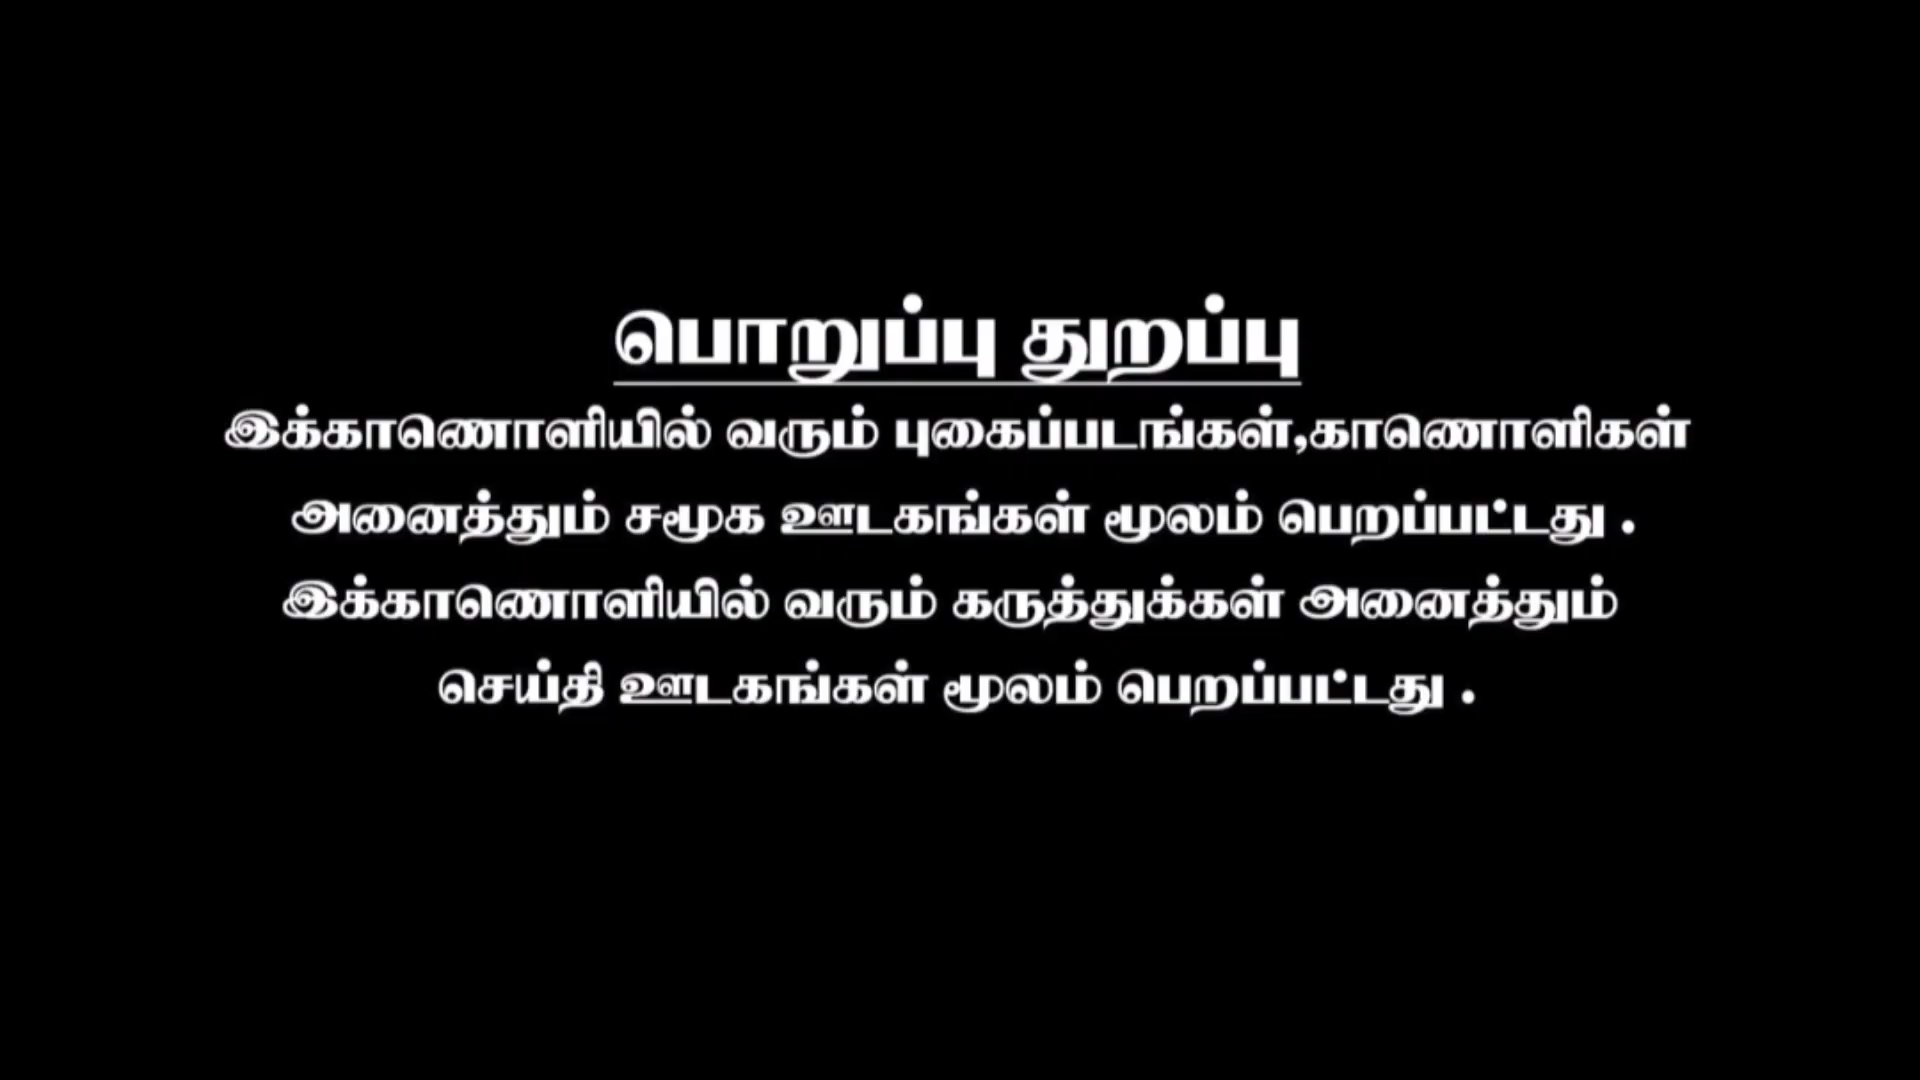 பொறுப்பு துறப்பு
இக்காணொளியில் வரும் புகைப்படங்கள்,காணொளிகள்
அனைத்தும் சமூக ஊடகங்கள் மூலம் பெறப்பட்டது .
இக்காணொளியில் வரும் கருத்துக்கள் அனைத்தும்
செய்தி ஊடகங்கள் மூலம் பெறப்பட்டது .